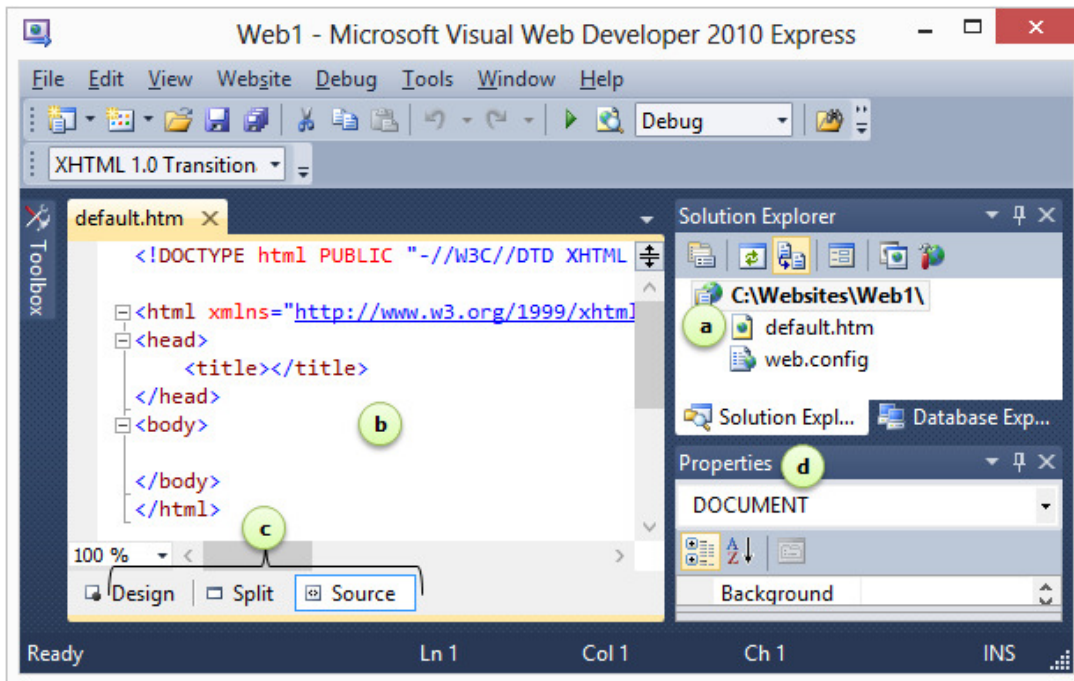 Web1 - Microsoft Visual Web Developer 2010 Express
File Edit View Website Debug Tools Window Help
Debug
XHTML 1.0 Transition
Toolbox
default.htm
<!DOCTYPE html PUBLIC "-//W3C//DTD XHTML
<html xmlns="http://www.w3.org/1999/xhtml
<head>
<title></title>
</head>
<body>
b
</body>
</html>
c
100 %
Design Split Source
Solution Explorer
C:\Websites\Web1\
a default.htm
web.config
Solution Expl... Database Exp...
Properties d
DOCUMENT
Background
Ready Ln 1 Col 1 Ch 1 INS